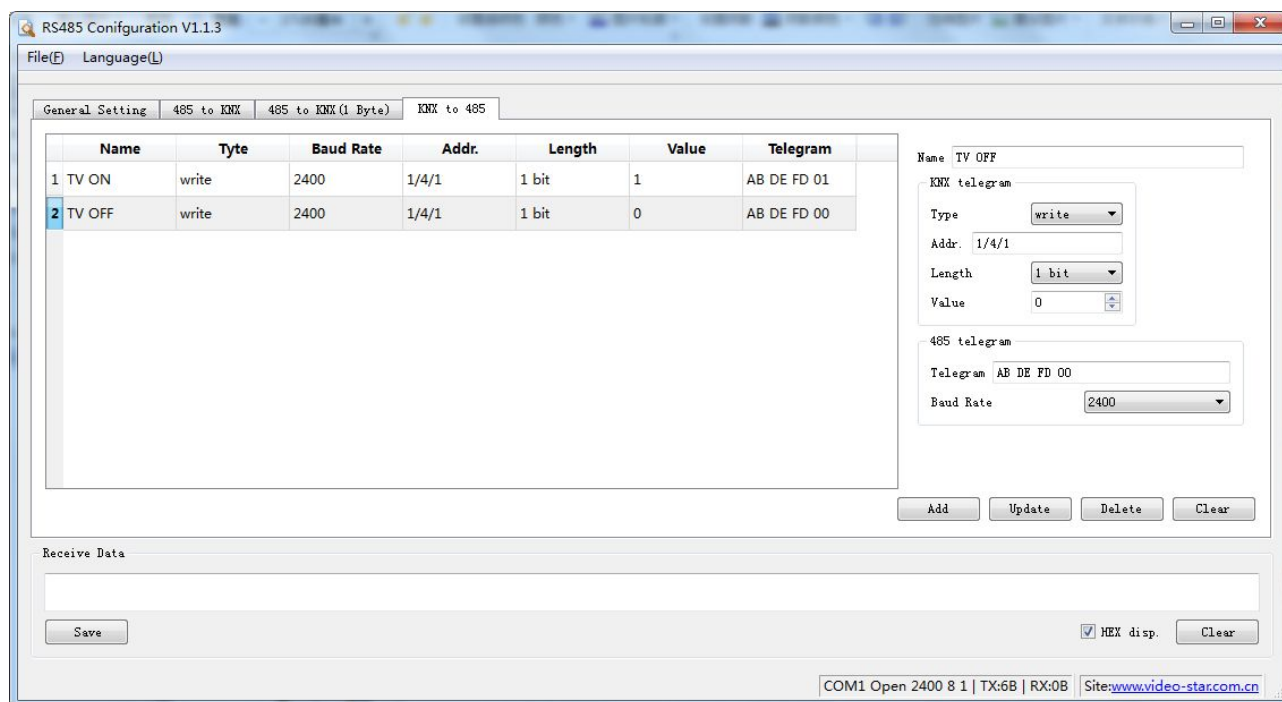 RS485 Conifguration V1.1.3
File(F) Language(L)
General Setting 485 to KNX 485 to KNX(1 Byte) KNX to 485
Name Tyte Baud Rate Addr. Length Value Telegram
1 TV ON write 2400 1/4/1 1 bit 1 AB DE FD 01
2 TV OFF write 2400 1/4/1 1 bit 0 AB DE FD 00
Name TV OFF
KNX telegram
Type write
Addr. 1/4/1
Length 1 bit
Value 0
485 telegram
Telegram AB DE FD 00
Baud Rate 2400
Add Update Delete Clear
Receive Data
Save HEX disp. Clear
COM1 Open 2400 8 1 | TX:6B | RX:0B Site:www.video-star.com.cn